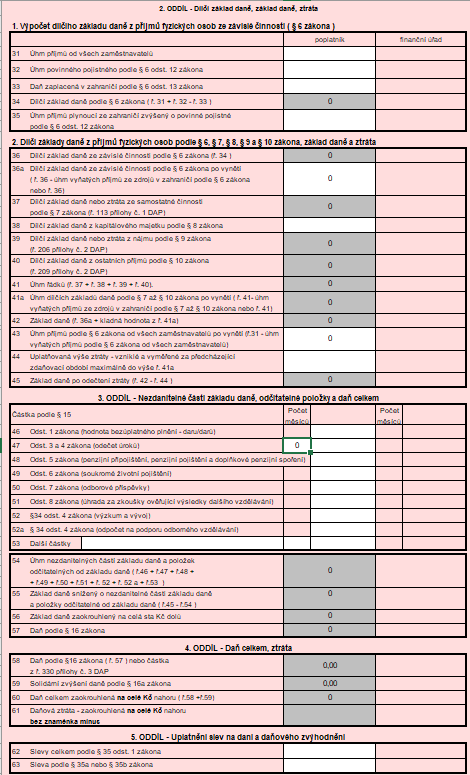 2. ODDÍL - Dílčí základ daně, základ daně, ztráta
1. Výpočet dílčího základu daně z příjmů fyzických osob ze závislé činnosti ( § 6 zákona )
poplatník finanční úřad
31 Úhrn příjmů od všech zaměstnavatelů
32 Úhrn povinného pojistného podle § 6 odst. 12 zákona
33 Daň zaplacená v zahraničí podle § 6 odst. 13 zákona
34 Dílčí základ daně podle § 6 zákona ( ř. 31 + ř. 32 - ř. 33 ) 0
35 Úhrn příjmů plynoucí ze zahraničí zvýšený o povinné pojistné
podle § 6 odst. 12 zákona
2. Dílčí základy daně z příjmů fyzických osob podle § 6, § 7, § 8, § 9 a § 10 zákona, základ daně a ztráta
36 Dílčí základ daně ze závislé činnosti podle § 6 zákona (ř. 34 ) 0
36a Dílčí základ daně ze závislé činnosti podle § 6 zákona po vynětí
( ř. 36 - úhrn vyňatých příjmů ze zdrojů v zahraničí podle § 6 zákona 0
nebo ř. 36)
37 Dílčí základ daně nebo ztráta ze samostatné činnosti
podle § 7 zákona (ř. 113 přílohy č. 1 DAP) 0
38 Dílčí základ daně z kapitálového majetku podle § 8 zákona
39 Dílčí základ daně nebo ztráta z nájmu podle § 9 zákona
(ř. 206 přílohy č. 2 DAP) 0
40 Dílčí základ daně z ostatních příjmů podle § 10 zákona
(ř. 209 přílohy č. 2 DAP) 0
41 Úhrn řádků (ř. 37 + ř. 38 + ř. 39 + ř. 40). 0
41a Úhrn dílčích základů daně podle § 7 až § 10 zákona po vynětí ( ř. 41- úhrn
vyňatých příjmů ze zdrojů v zahraničí podle § 7 až § 10 zákona nebo ř. 41) 0
42 Základ daně (ř. 36a + kladná hodnota z ř. 41a) 0
43 Úhrn příjmů podle § 6 zákona od všech zaměstnavatelů po vynětí (ř.31 - úhrn
vyňatých příjmů podle § 6 zákona od všech zaměstnavatelů) 0
44 Uplatňovaná výše ztráty - vzniklé a vyměřené za předcházející
zdaňovací období maximálně do výše ř. 41a
45 Základ daně po odečtení ztráty (ř. 42 - ř. 44 ) 0
3. ODDÍL - Nezdanitelné části základu daně, odčitatelné položky a daň celkem
Částka podle § 15 Počet měsíců Počet měsíců
46 Odst. 1 zákona (hodnota bezúplatného plnění - daru/darů)
47 Odst. 3 a 4 zákona (odečet úroků) 0
48 Odst. 5 zákona (penzijní připojištění, penzijní pojištění a doplňkové penzijní spoření)
49 Odst. 6 zákona (soukromé životní pojištění)
50 Odst. 7 zákona (odborové příspěvky)
51 Odst. 8 zákona (úhrada za zkoušky ověřující výsledky dalšího vzdělávání)
52 §34 odst. 4 zákona (výzkum a vývoj)
52a § 34 odst. 4 zákona (odpočet na podporu odborného vzdělávání)
53 Další částky
54 Úhrn nezdanitelných částí základu daně a položek
odčitatelných od základu daně ( ř.46 + ř.47 + ř.48 + 0
+ ř.49 + ř.50 + ř.51 + ř. 52 + ř. 52 a + ř.53 )
55 Základ daně snížený o nezdanitelné části základu daně
a položky odčitatelné od základu daně (ř.45 - ř.54 ) 0
56 Základ daně zaokrouhlený na celá sta Kč dolů 0
57 Daň podle § 16 zákona 0
4. ODDÍL - Daň celkem, ztráta
58 Daň podle §16 zákona ( ř. 57 ) nebo částka
z ř. 330 přílohy č. 3 DAP 0,00
59 Solidární zvýšení daně podle § 16a zákona 0,00
60 Daň celkem zaokrouhlená na celé Kč nahoru ( ř.58 +ř.59) 0
61 Daňová ztráta - zaokrouhlená na celé Kč nahoru
bez znaménka minus
5. ODDÍL - Uplatnění slev na dani a daňového zvýhodnění
62 Slevy celkem podle § 35 odst. 1 zákona
63 Sleva podle § 35a nebo § 35b zákona